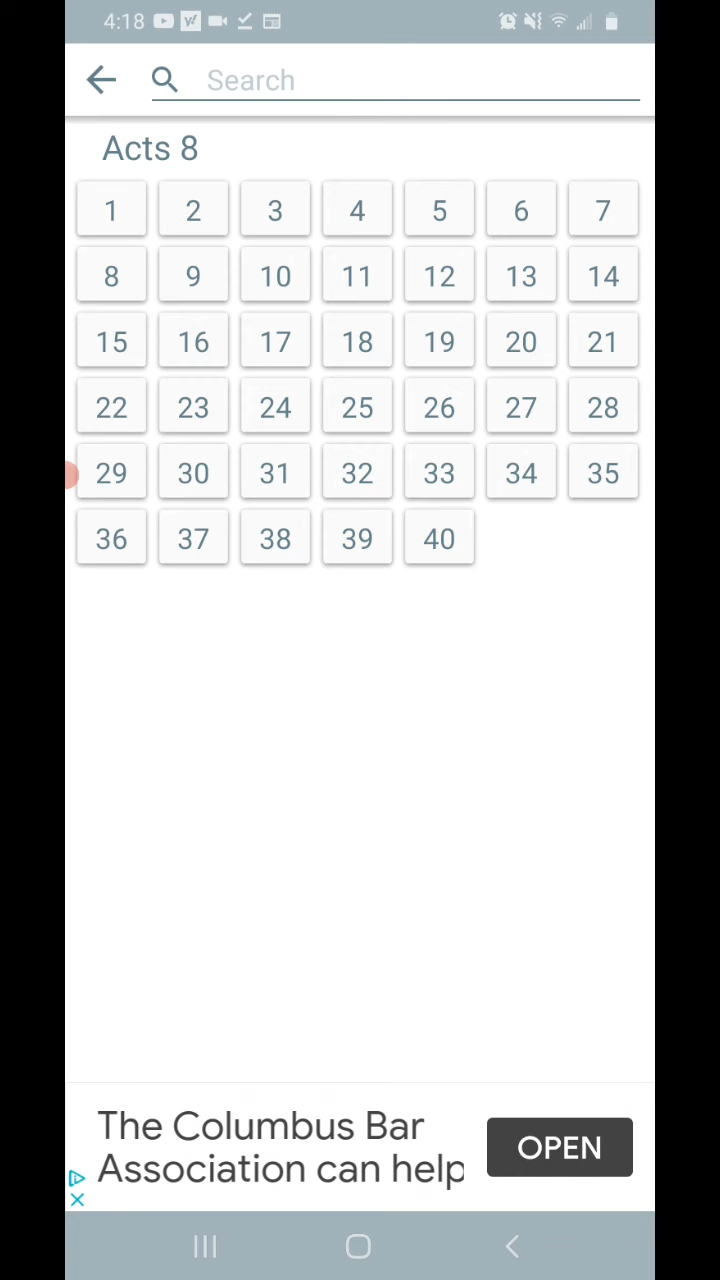 4:18
Search
Acts 8
1 2 3 4 5 6 7
8 9 10 11 12 13 14
15 16 17 18 19 20 21
22 23 24 25 26 27 28
29 30 31 32 33 34 35
36 37 38 39 40
The Columbus Bar
Association can help
OPEN